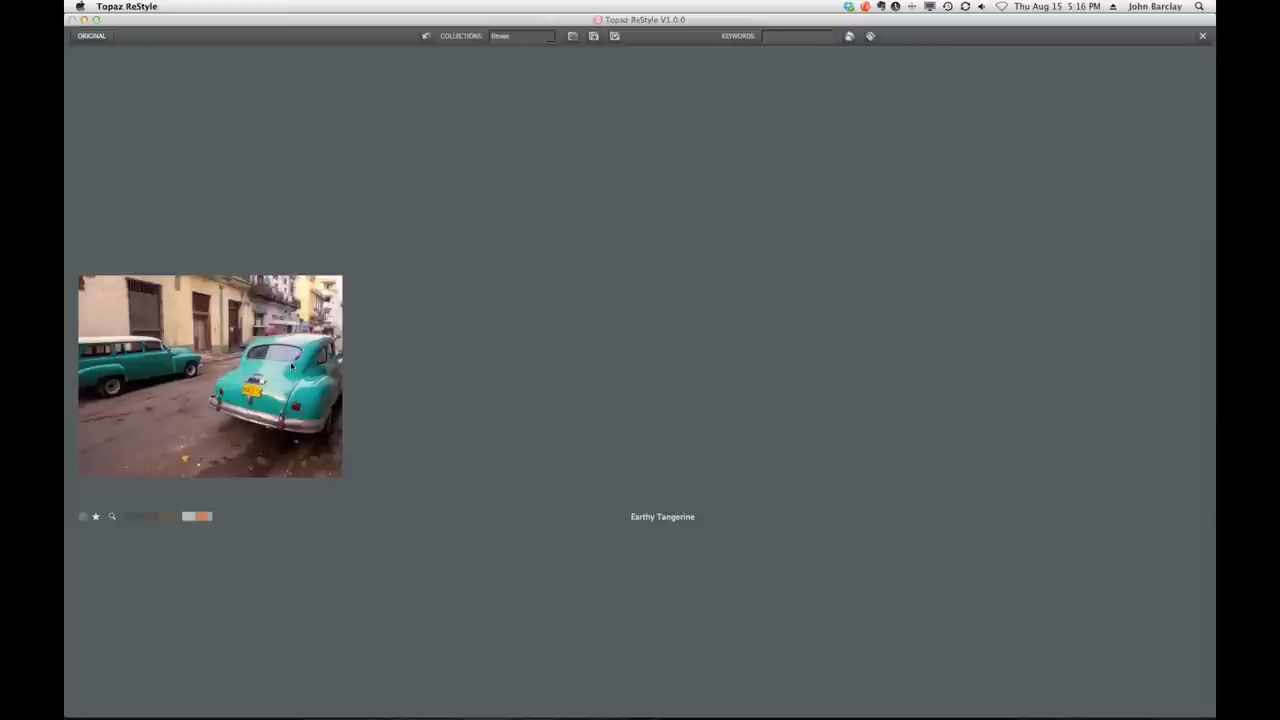 Topaz ReStyle
Thu Aug 15 5:16 PM John Barclay
Topaz ReStyle V1.0.0
ORIGINAL COLLECTIONS: KEYWORDS:
Earthy Tangerine